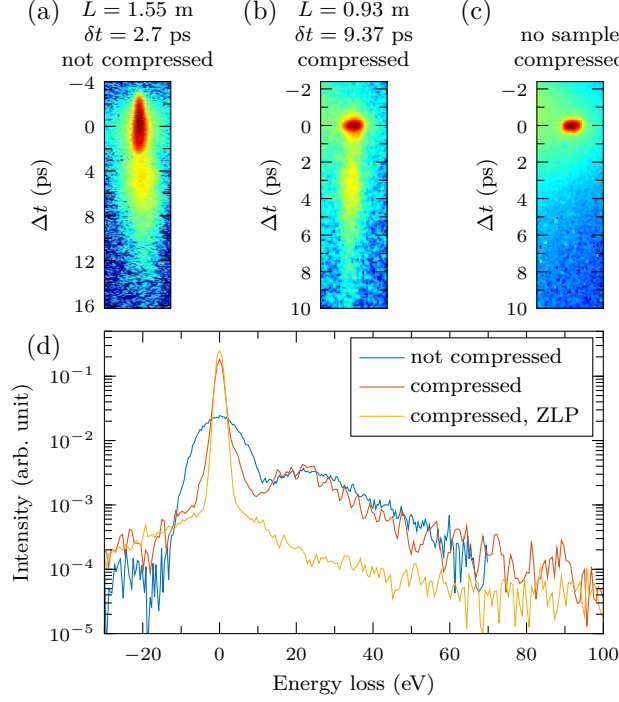 (a)
L = 1.55 m
δt = 2.7 ps
not compressed
(b)
L = 0.93 m
δt = 9.37 ps
compressed
(c)
no sample
compressed
−4
0
4
8
12
16
Δt (ps)
−2
0
2
4
6
8
10
Δt (ps)
−2
0
2
4
6
8
10
Δt (ps)
(d)
not compressed
compressed
compressed, ZLP
10⁻¹
10⁻²
10⁻³
10⁻⁴
10⁻⁵
Intensity (arb. unit)
−20 0 20 40 60 80 100
Energy loss (eV)